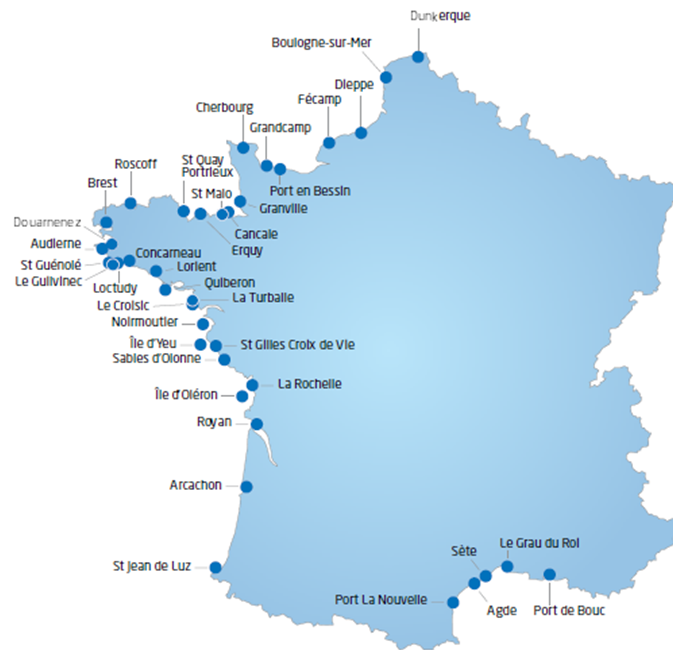 Dunkerque
Boulogne-sur-Mer
Dieppe
Fécamp
Cherbourg
Grandcamp
St Quay
Portrieux
Roscoff
Port en Bessin
Brest
St Malo
Granville
Cancale
Douarnenez
Erquy
Audierne
Concarneau
St Guénolé
Lorient
Le Guilvinec
Quiberon
Loctudy
La Turballe
Le Croisic
Noirmoutier
Île d'Yeu
St Gilles Croix de Vie
Sables d'Olonne
La Rochelle
Île d'Oléron
Royan
Arcachon
Le Grau du Roi
Sète
St Jean de Luz
Port La Nouvelle
Agde
Port de Bouc